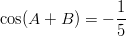 cos(A + B) = −1/5